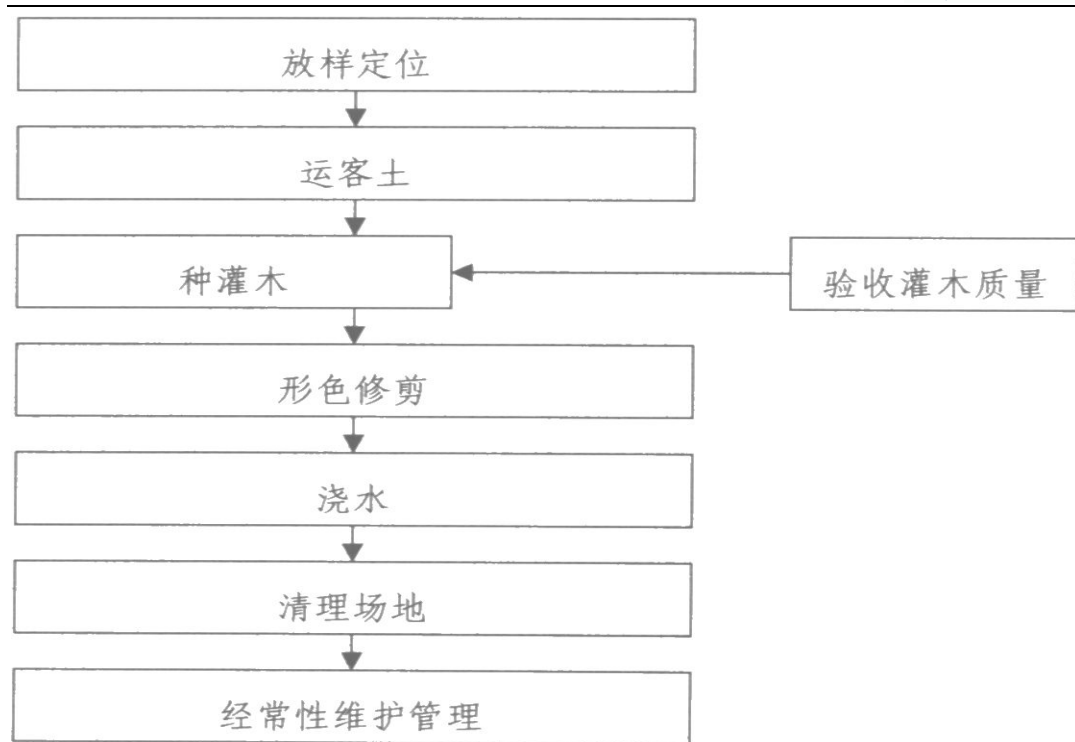 放样定位
运客土
种灌木
验收灌木质量
形色修剪
浇水
清理场地
经常性维护管理